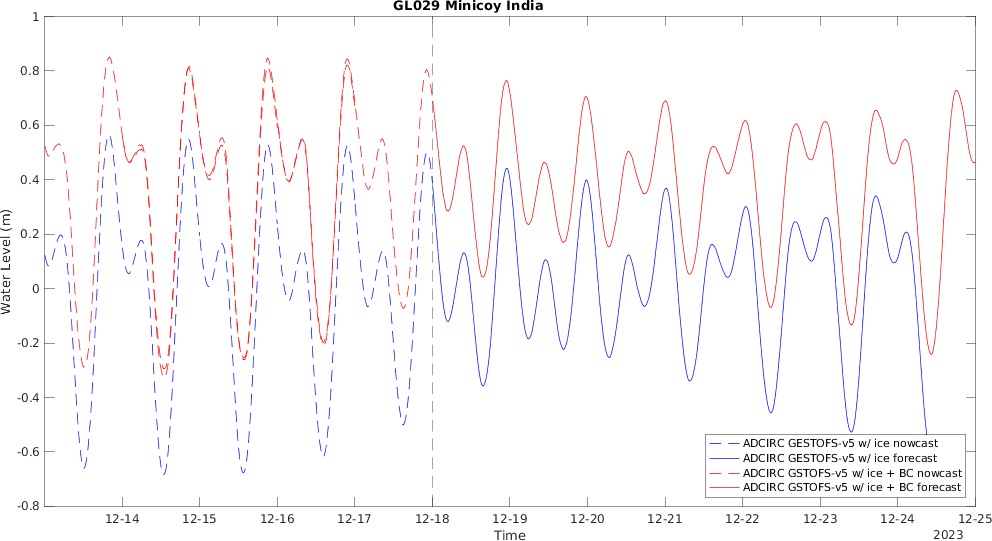 GL029 Minicoy India
1
0.8
0.6
0.4
0.2
0
-0.2
-0.4
-0.6
-0.8
Water Level (m)
ADCIRC GESTOFS-v5 w/ ice nowcast
ADCIRC GESTOFS-v5 w/ ice forecast
ADCIRC GSTOFS-v5 w/ ice + BC nowcast
ADCIRC GSTOFS-v5 w/ ice + BC forecast
12-14 12-15 12-16 12-17 12-18 12-19 12-20 12-21 12-22 12-23 12-24 12-25
Time
2023